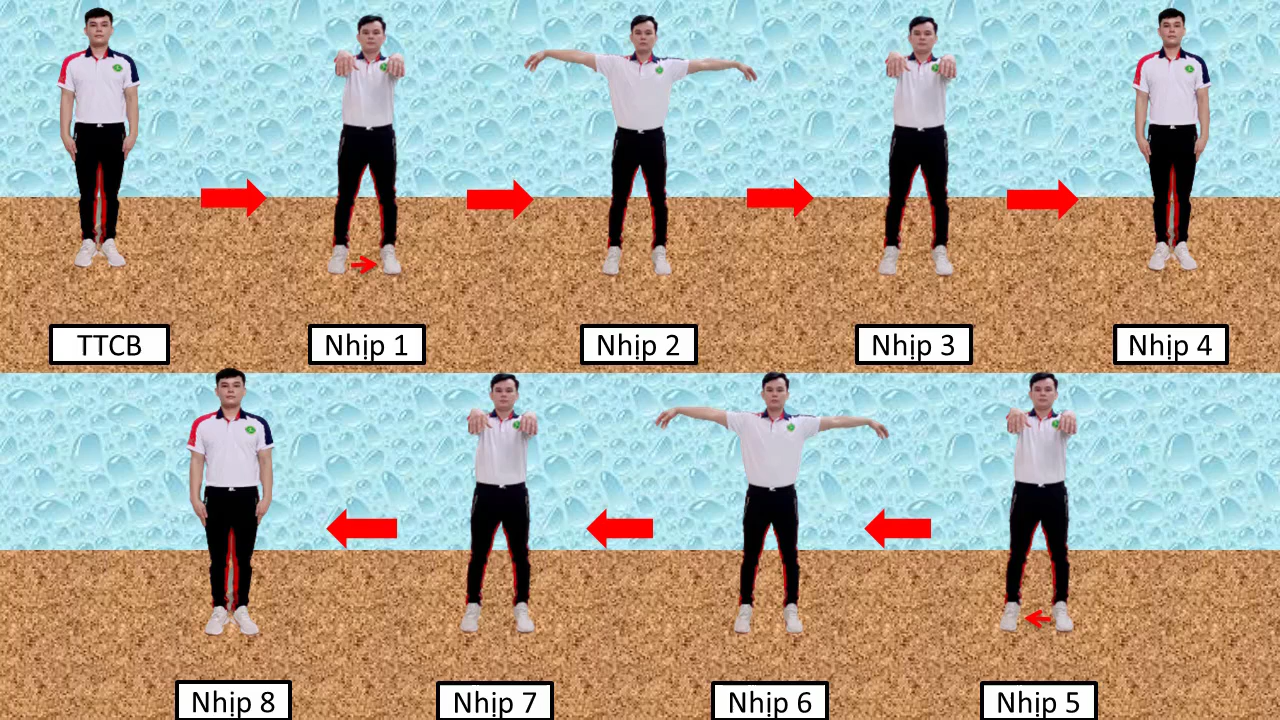 TTCB
Nhịp 1
Nhịp 2
Nhịp 3
Nhịp 4
Nhịp 8
Nhịp 7
Nhịp 6
Nhịp 5